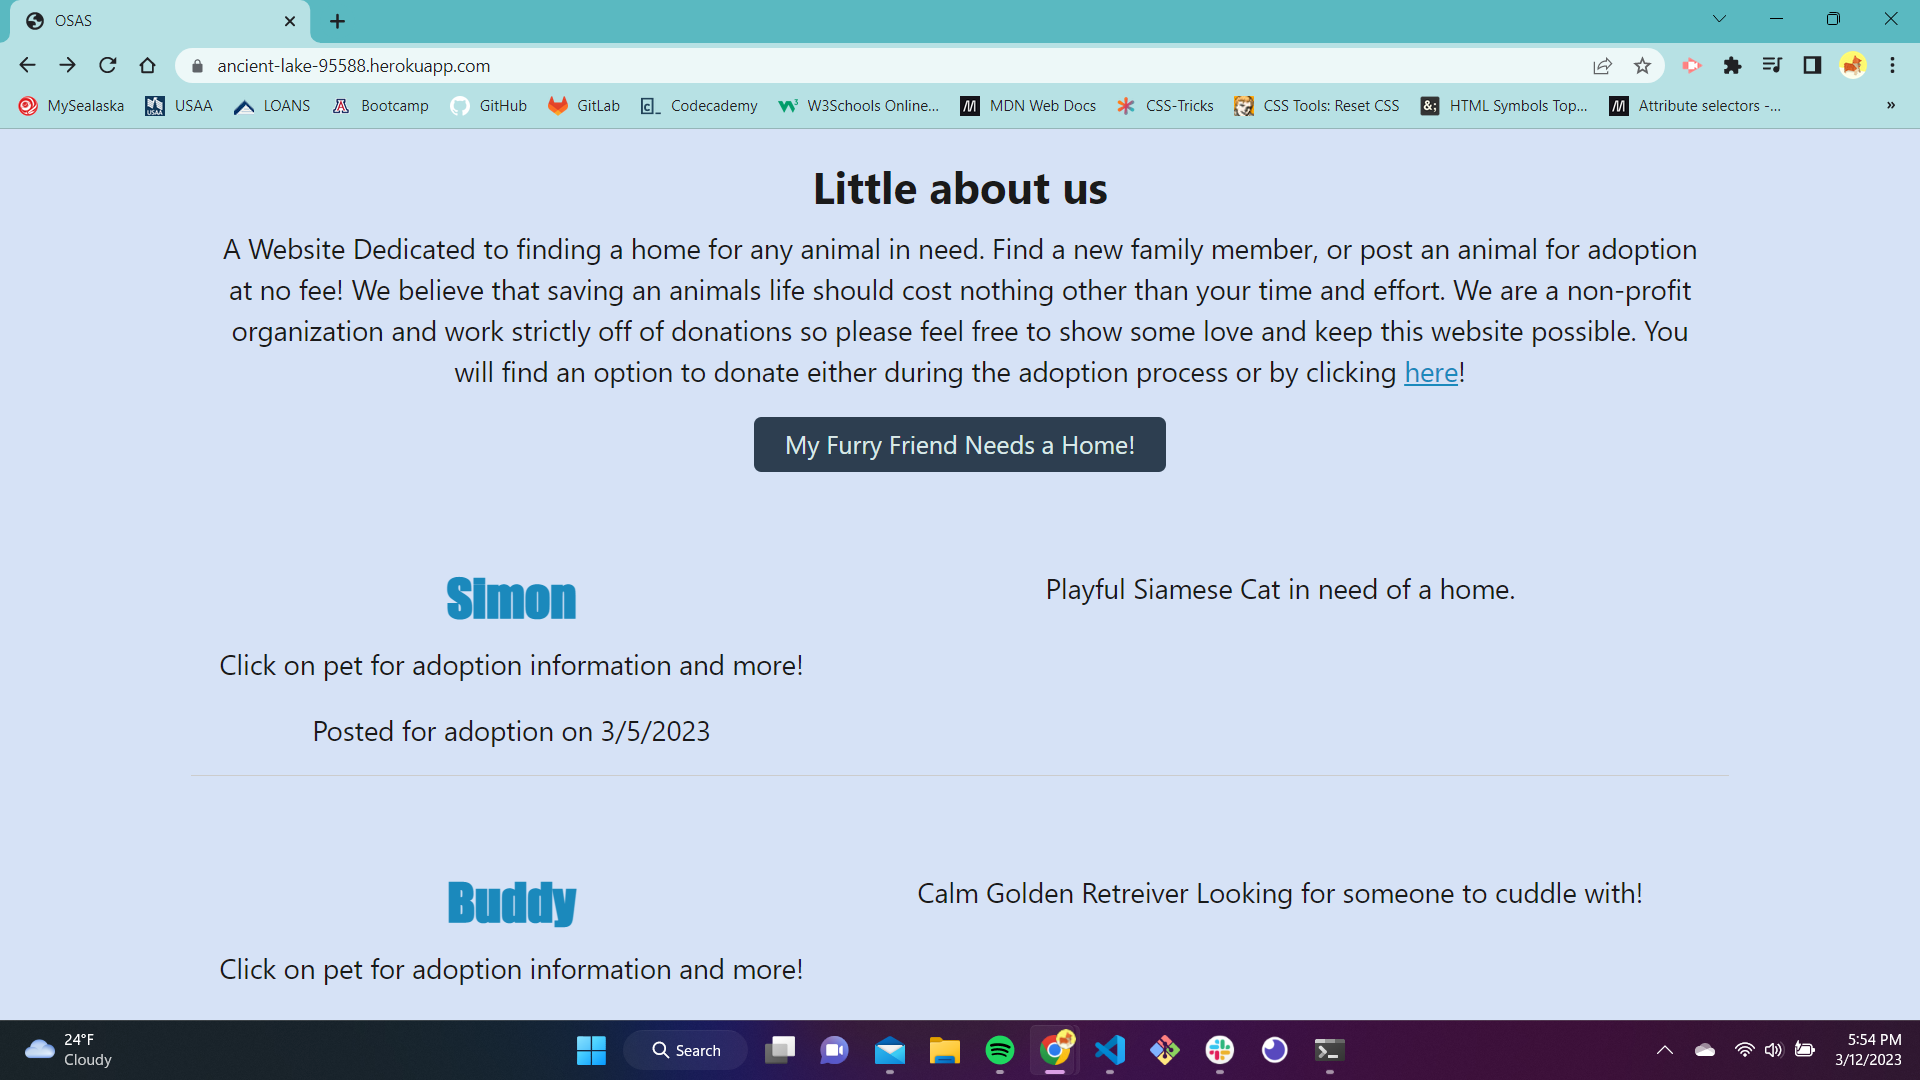 OSAS
ancient-lake-95588.herokuapp.com
MySealaska USAA LOANS Bootcamp GitHub GitLab Codecademy W3Schools Online... MDN Web Docs CSS-Tricks CSS Tools: Reset CSS HTML Symbols Top... Attribute selectors -... »
Little about us
A Website Dedicated to finding a home for any animal in need. Find a new family member, or post an animal for adoption
at no fee! We believe that saving an animals life should cost nothing other than your time and effort. We are a non-profit
organization and work strictly off of donations so please feel free to show some love and keep this website possible. You
will find an option to donate either during the adoption process or by clicking here!
My Furry Friend Needs a Home!
Simon
Playful Siamese Cat in need of a home.
Click on pet for adoption information and more!
Posted for adoption on 3/5/2023
Buddy
Calm Golden Retreiver Looking for someone to cuddle with!
Click on pet for adoption information and more!
24°F
Cloudy
Search
5:54 PM
3/12/2023